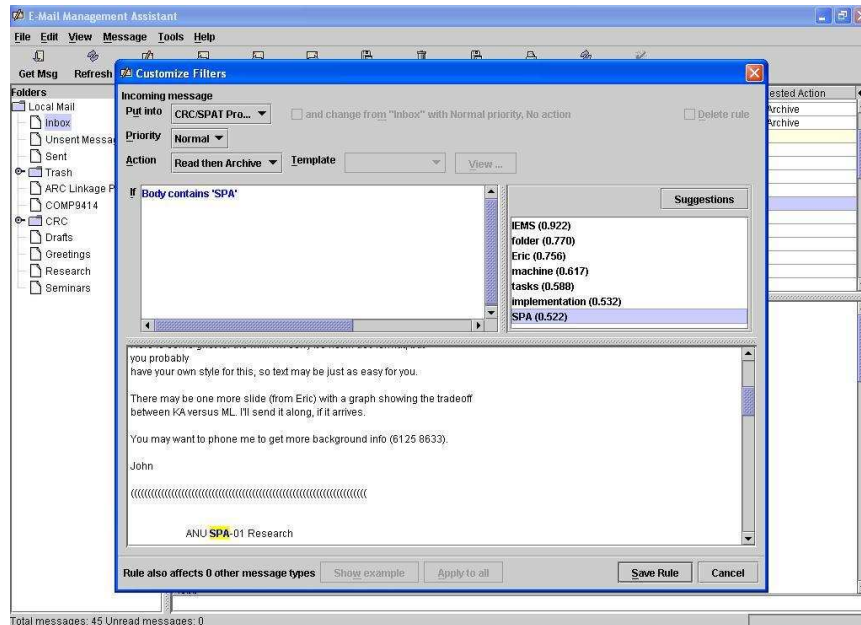 E-Mail Management Assistant
File Edit View Message Tools Help
Get Msg Refresh
Folders
Local Mail
Inbox
Unsent Messa
Sent
Trash
ARC Linkage P
COMP9414
CRC
Drafts
Greetings
Research
Seminars
ested Action
Archive
Archive
Customize Filters
Incoming message
Put into CRC/SPAT Pro... and change from "Inbox" with Normal priority, No action Delete rule
Priority Normal
Action Read then Archive Template View ...
If Body contains 'SPA'
Suggestions
IEMS (0.922)
folder (0.770)
Eric (0.756)
machine (0.617)
tasks (0.588)
implementation (0.532)
SPA (0.522)
you probably
have your own style for this, so text may be just as easy for you.
There may be one more slide (from Eric) with a graph showing the tradeoff
between KA versus ML. I'll send it along, if it arrives.
You may want to phone me to get more background info (6125 8633).
John
ANU SPA-01 Research
Rule also affects 0 other message types Show example Apply to all Save Rule Cancel
Total messages: 45 Unread messages: 0